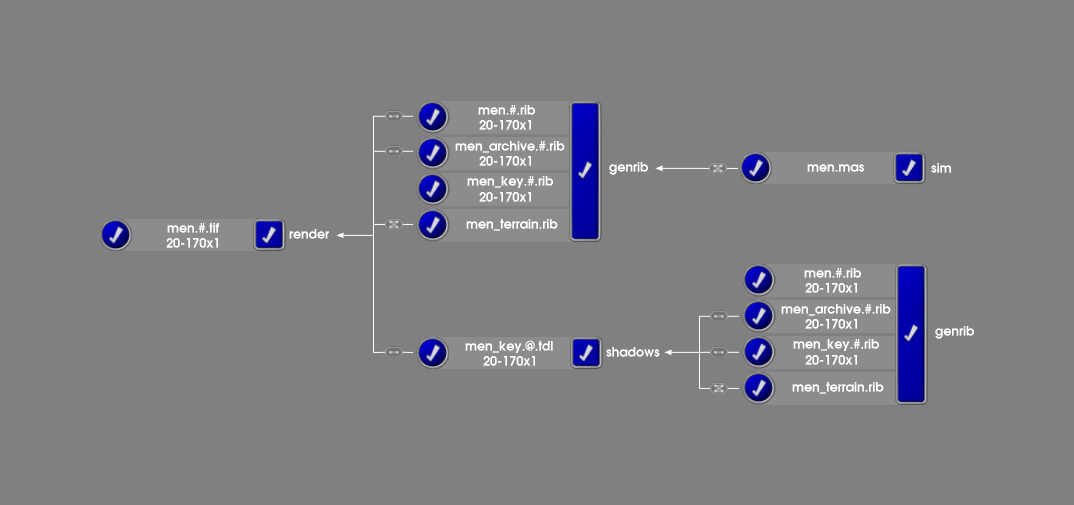 men.#.rib
20-170x1
men_archive.#.rib
20-170x1
men_key.#.rib
20-170x1
men_terrain.rib
genrib
men.mas
sim
men.#.tif
20-170x1
render
men_key.@.tdl
20-170x1
shadows
men.#.rib
20-170x1
men_archive.#.rib
20-170x1
men_key.#.rib
20-170x1
men_terrain.rib
genrib